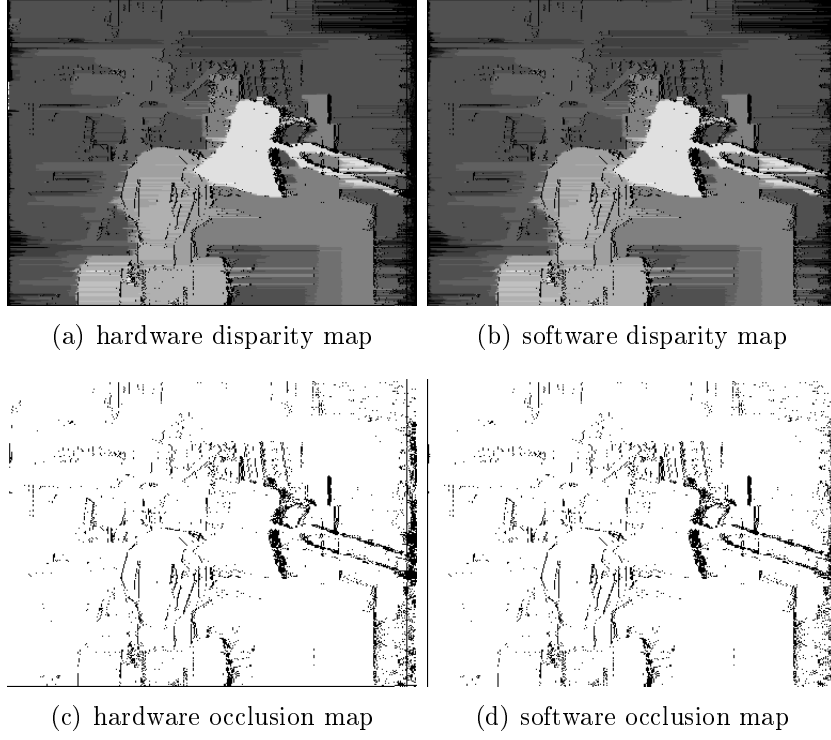 (a) hardware disparity map
(b) software disparity map
(c) hardware occlusion map
(d) software occlusion map